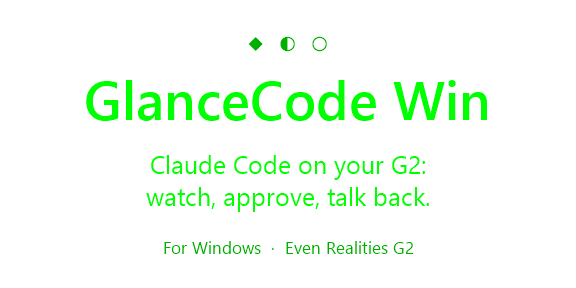 GlanceCode Win
Claude Code on your G2:
watch, approve, talk back.
For Windows · Even Realities G2